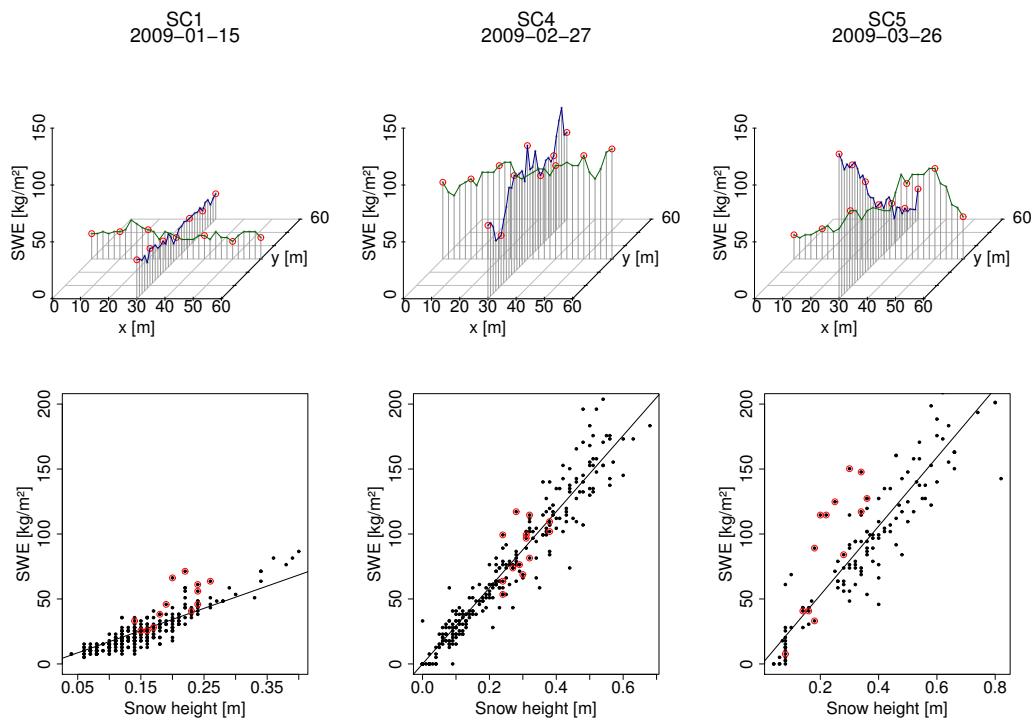 SC1
2009−01−15
SC4
2009−02−27
SC5
2009−03−26
SWE [kg/m²]
0 50 100 150
0 10 20 30 40 50 60
x [m]
y [m]
60
SWE [kg/m²]
0 50 100 150
0 10 20 30 40 50 60
x [m]
y [m]
60
SWE [kg/m²]
0 50 100 150
0 10 20 30 40 50 60
x [m]
y [m]
60
SWE [kg/m²]
0 50 100 150 200
0.05 0.15 0.25 0.35
Snow height [m]
SWE [kg/m²]
0 50 100 150 200
0.0 0.2 0.4 0.6
Snow height [m]
SWE [kg/m²]
0 50 100 150 200
0.2 0.4 0.6 0.8
Snow height [m]